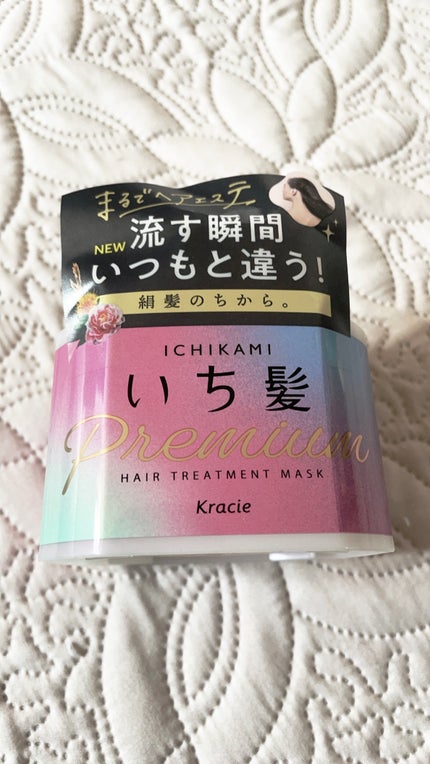 まるでヘアエステ
NEW 流す瞬間
いつもと違う!
絹髪のちから。
ICHIKAMI
いち髪
Premium
HAIR TREATMENT MASK
Kracie